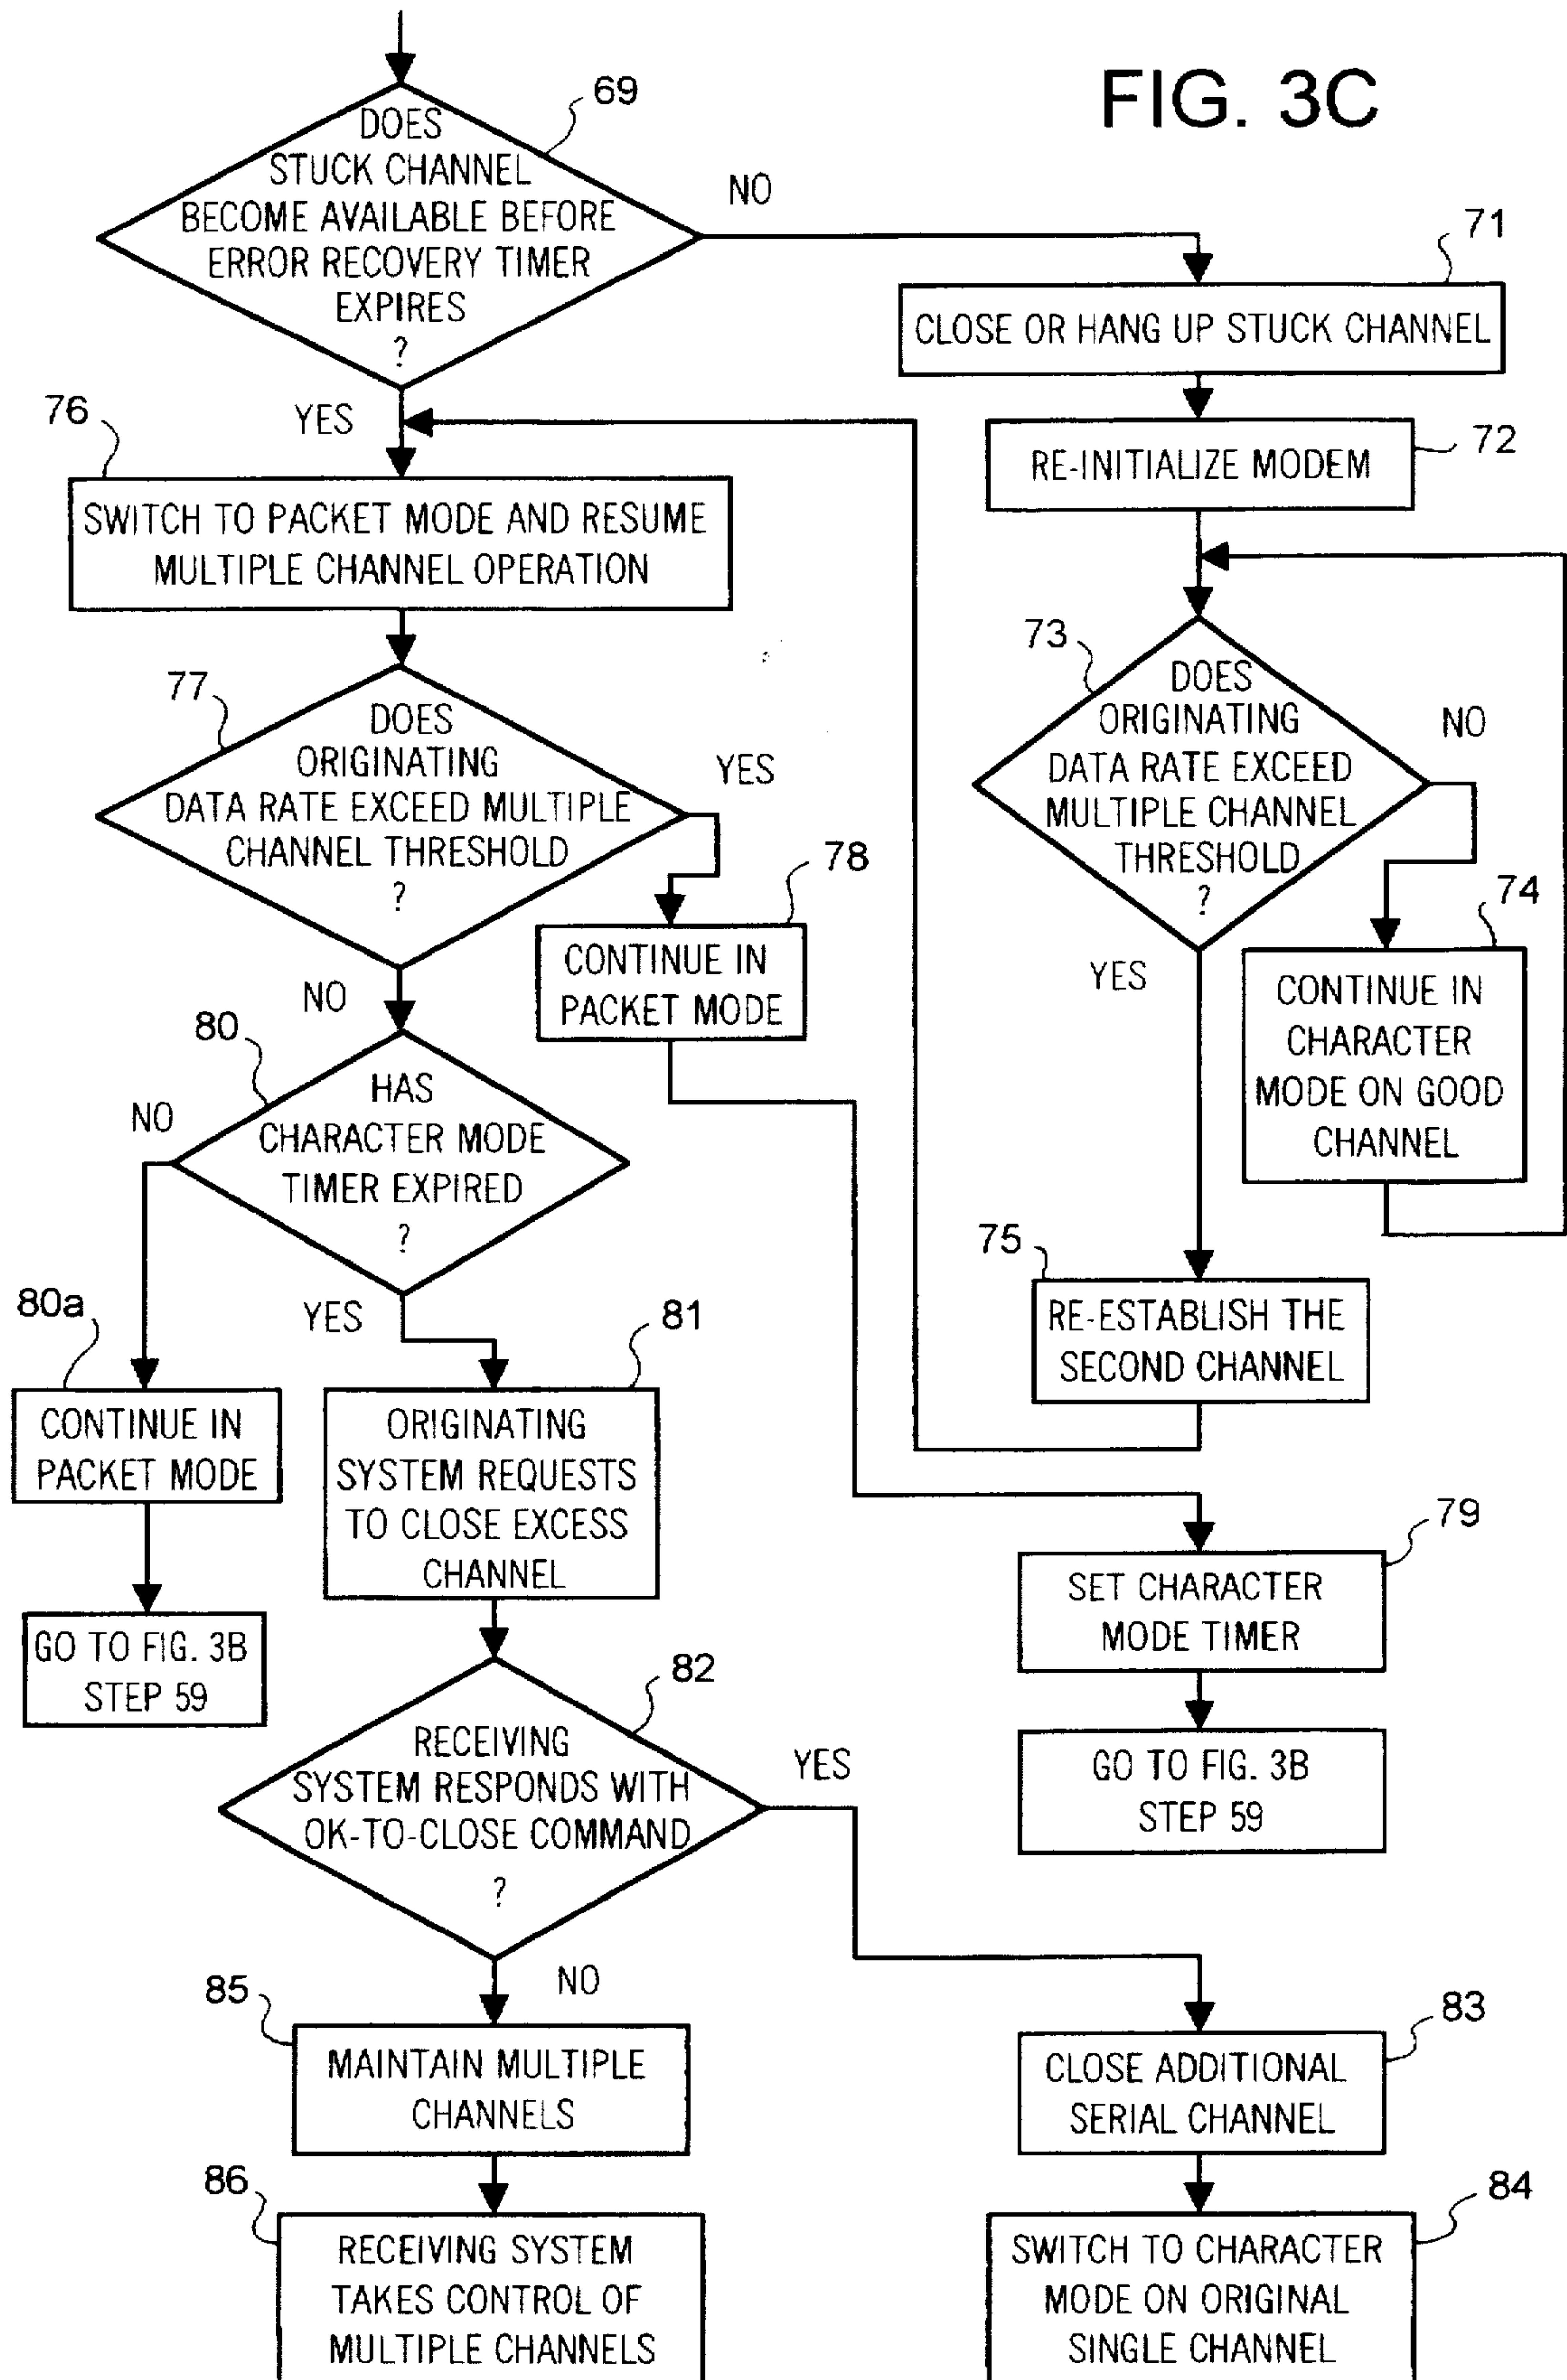 FIG. 3C
69
DOES
STUCK CHANNEL
BECOME AVAILABLE BEFORE
ERROR RECOVERY TIMER
EXPIRES
?
NO
YES
71
CLOSE OR HANG UP STUCK CHANNEL
72
RE-INITIALIZE MODEM
76
SWITCH TO PACKET MODE AND RESUME
MULTIPLE CHANNEL OPERATION
73
DOES
ORIGINATING
DATA RATE EXCEED
MULTIPLE CHANNEL
THRESHOLD
?
NO
YES
74
CONTINUE IN
CHARACTER
MODE ON GOOD
CHANNEL
75
RE-ESTABLISH THE
SECOND CHANNEL
77
DOES
ORIGINATING
DATA RATE EXCEED MULTIPLE
CHANNEL THRESHOLD
?
YES
NO
78
CONTINUE IN
PACKET MODE
80
HAS
CHARACTER MODE
TIMER EXPIRED
?
NO
YES
80a
CONTINUE IN
PACKET MODE
GO TO FIG. 3B
STEP 59
81
ORIGINATING
SYSTEM REQUESTS
TO CLOSE EXCESS
CHANNEL
79
SET CHARACTER
MODE TIMER
GO TO FIG. 3B
STEP 59
82
RECEIVING
SYSTEM RESPONDS WITH
OK-TO-CLOSE COMMAND
?
YES
NO
85
MAINTAIN MULTIPLE
CHANNELS
86
RECEIVING SYSTEM
TAKES CONTROL OF
MULTIPLE CHANNELS
83
CLOSE ADDITIONAL
SERIAL CHANNEL
84
SWITCH TO CHARACTER
MODE ON ORIGINAL
SINGLE CHANNEL